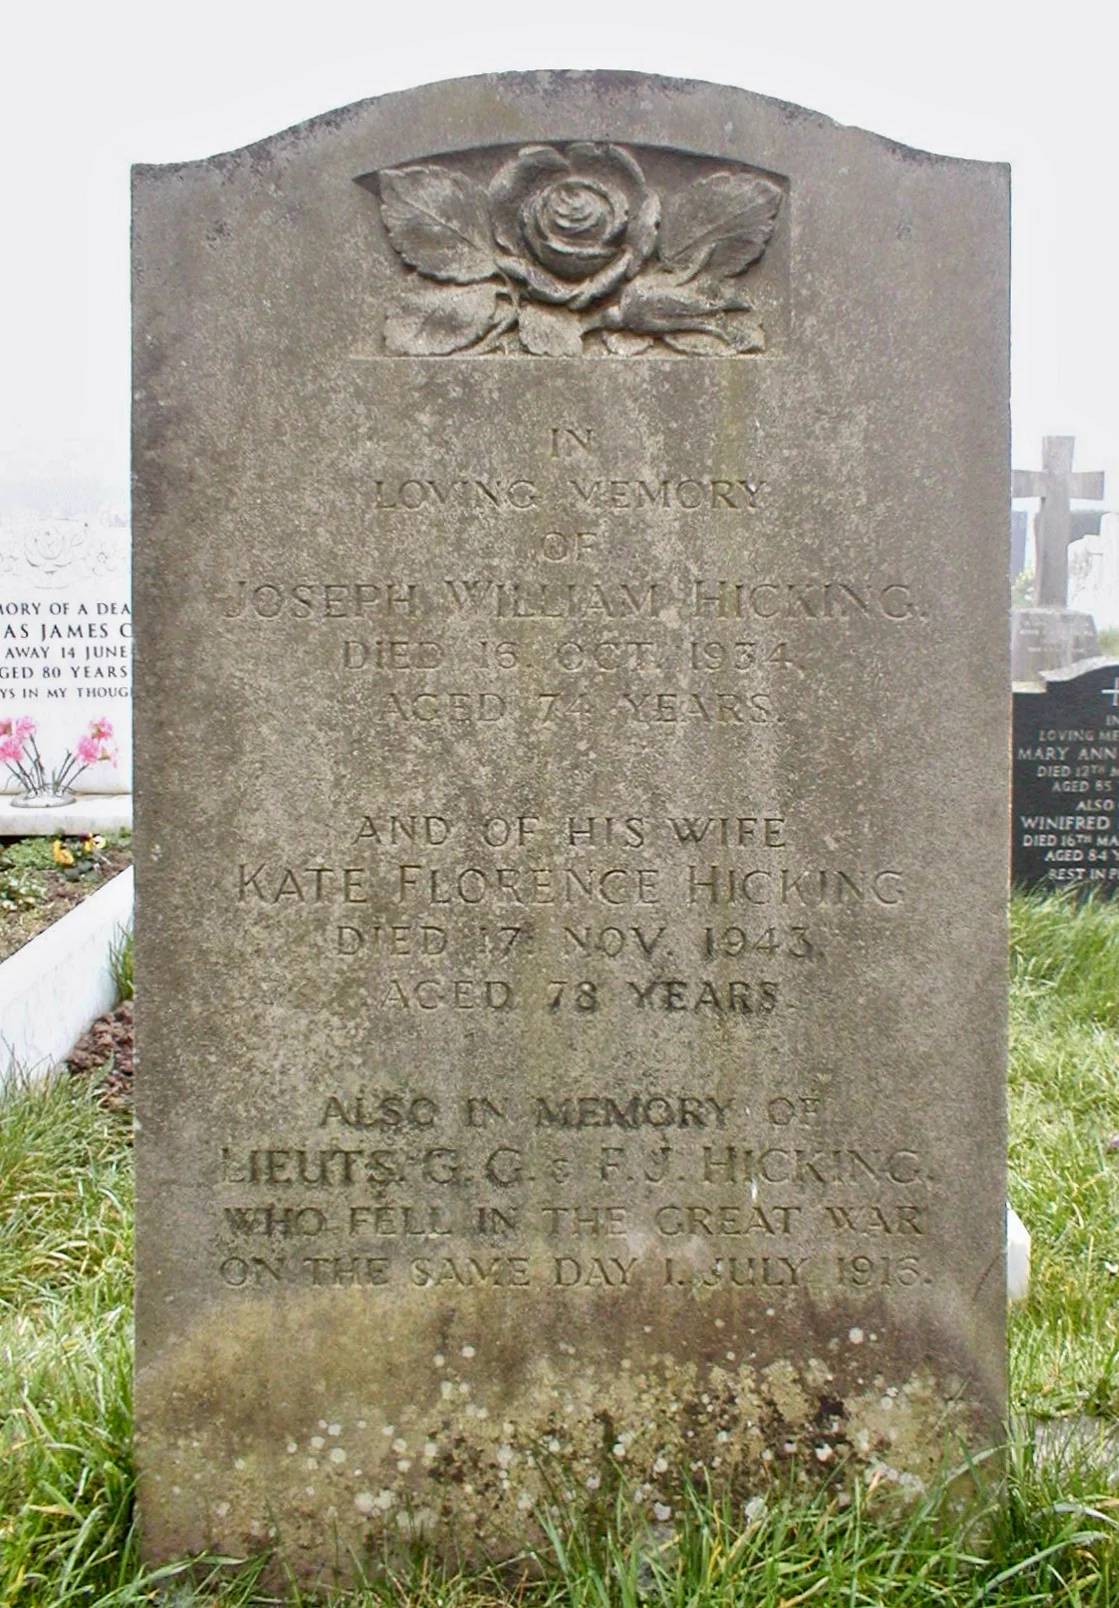 IN
LOVING MEMORY
OF
JOSEPH WILLIAM HICKING.
DIED 16. OCT. 1934.
AGED 74 YEARS.
AND OF HIS WIFE
KATE FLORENCE HICKING
DIED 17. NOV. 1943.
AGED 78 YEARS.
ALSO IN MEMORY OF
LIEUTS. G. G. & F. J. HICKING.
WHO FELL IN THE GREAT WAR
ON THE SAME DAY 1. JULY 1916.
MORY OF A DEA
AS JAMES
AWAY 14 JUNE
GED 80 YEARS
YS IN MY THOUG
IN
LOVING ME
MARY ANN
DIED 12TH
AGED 85
ALSO
WINIFRED
DIED 16TH MA
AGED 84 Y
REST IN P